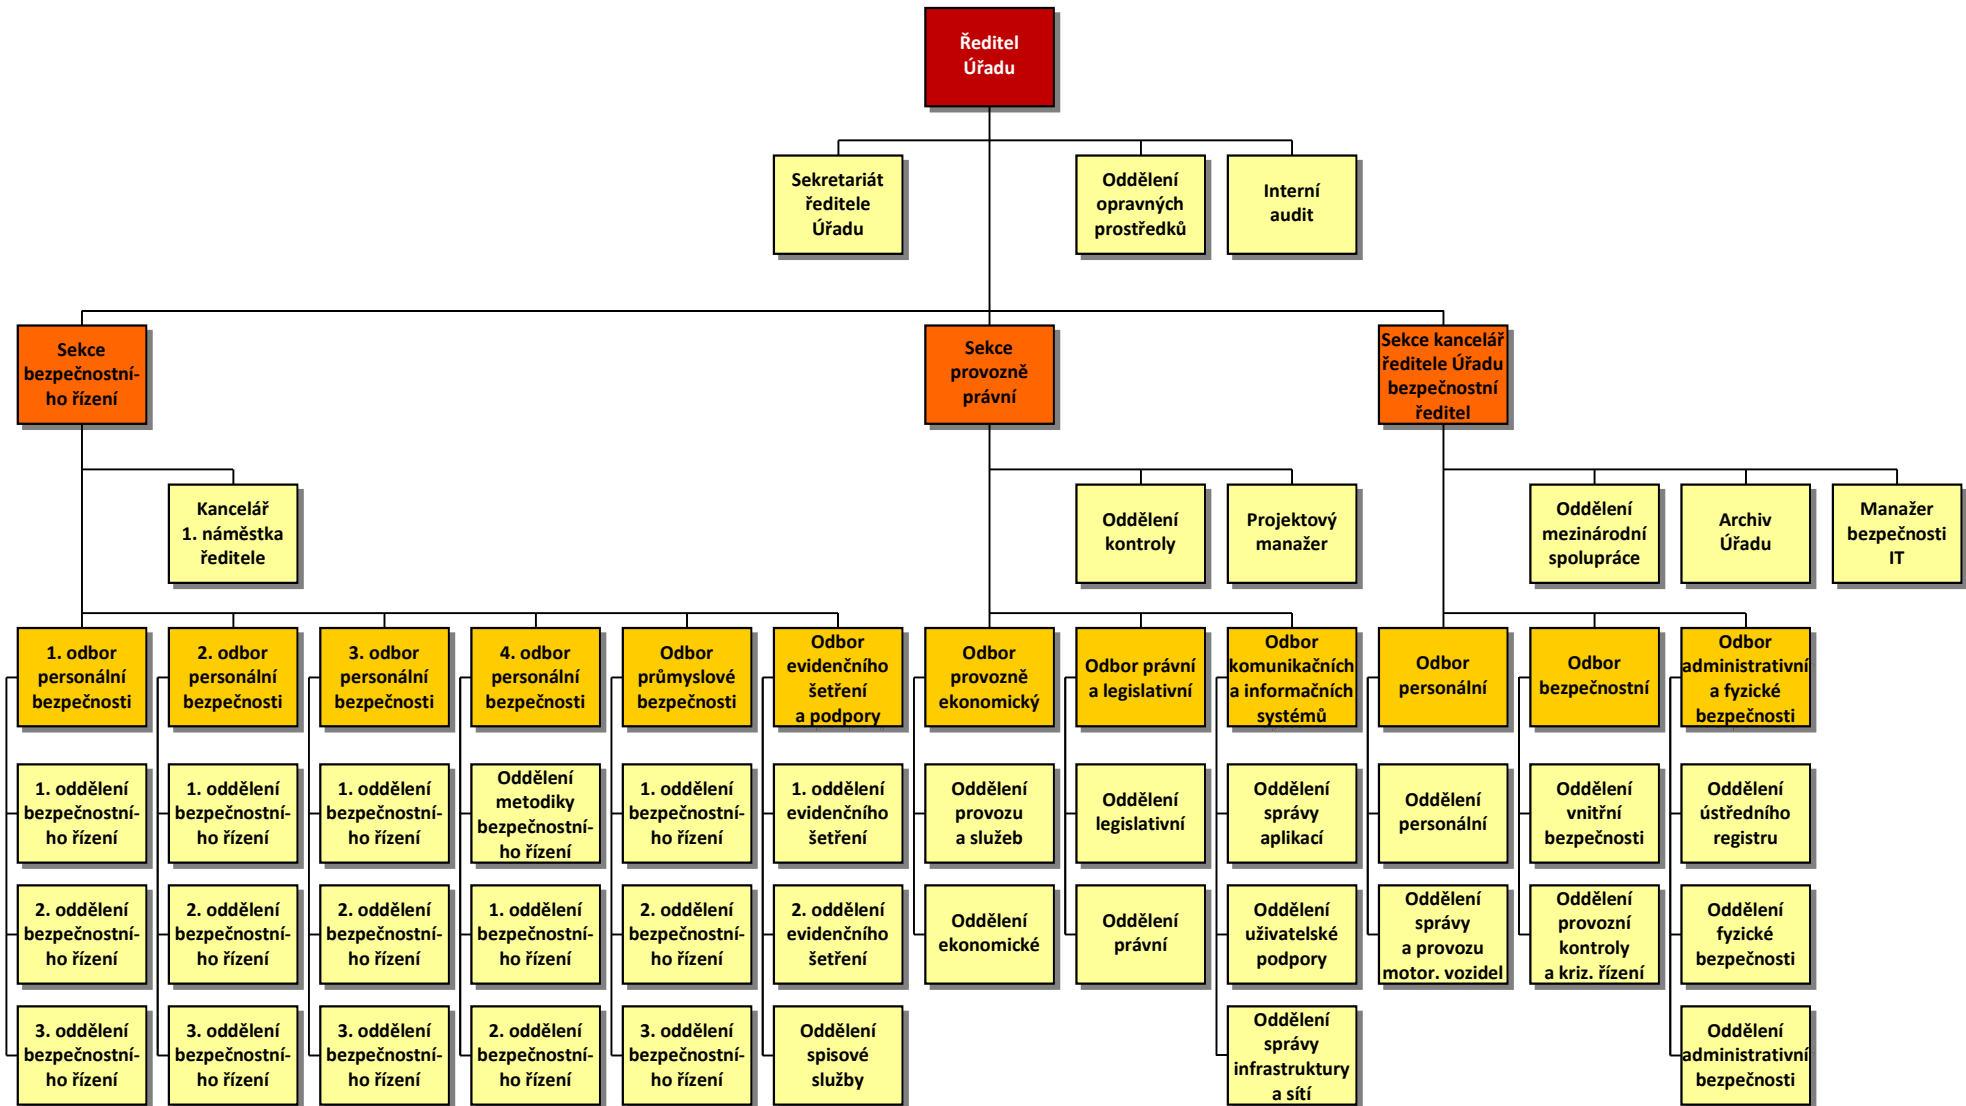 Ředitel
Úřadu
Sekretariát
ředitele
Úřadu
Oddělení
opravných
prostředků
Interní
audit
Sekce
bezpečnostní-
ho řízení
Sekce
provozně
právní
Sekce kancelář
ředitele Úřadu
bezpečnostní
ředitel
Kancelář
1. náměstka
ředitele
Oddělení
kontroly
Projektový
manažer
Oddělení
mezinárodní
spolupráce
Archiv
Úřadu
Manažer
bezpečnosti
IT
1. odbor
personální
bezpečnosti
2. odbor
personální
bezpečnosti
3. odbor
personální
bezpečnosti
4. odbor
personální
bezpečnosti
Odbor
průmyslové
bezpečnosti
Odbor
evidenčního
šetření
a podpory
Odbor
provozně
ekonomický
Odbor právní
a legislativní
Odbor
komunikačních
a informačních
systémů
Odbor
personální
Odbor
bezpečnostní
Odbor
administrativní
a fyzické
bezpečnosti
1. oddělení
bezpečnostní-
ho řízení
1. oddělení
bezpečnostní-
ho řízení
1. oddělení
bezpečnostní-
ho řízení
Oddělení
metodiky
bezpečnostní-
ho řízení
1. oddělení
bezpečnostní-
ho řízení
1. oddělení
evidenčního
šetření
Oddělení
provozu
a služeb
Oddělení
legislativní
Oddělení
správy
aplikací
Oddělení
personální
Oddělení
vnitřní
bezpečnosti
Oddělení
ústředního
registru
2. oddělení
bezpečnostní-
ho řízení
2. oddělení
bezpečnostní-
ho řízení
2. oddělení
bezpečnostní-
ho řízení
1. oddělení
bezpečnostní-
ho řízení
2. oddělení
bezpečnostní-
ho řízení
2. oddělení
evidenčního
šetření
Oddělení
ekonomické
Oddělení
právní
Oddělení
uživatelské
podpory
Oddělení
správy
a provozu
motor. vozidel
Oddělení
provozní
kontroly
a kriz. řízení
Oddělení
fyzické
bezpečnosti
3. oddělení
bezpečnostní-
ho řízení
3. oddělení
bezpečnostní-
ho řízení
3. oddělení
bezpečnostní-
ho řízení
2. oddělení
bezpečnostní-
ho řízení
3. oddělení
bezpečnostní-
ho řízení
Oddělení
spisové
služby
Oddělení
správy
infrastruktury
a sítí
Oddělení
administrativní
bezpečnosti